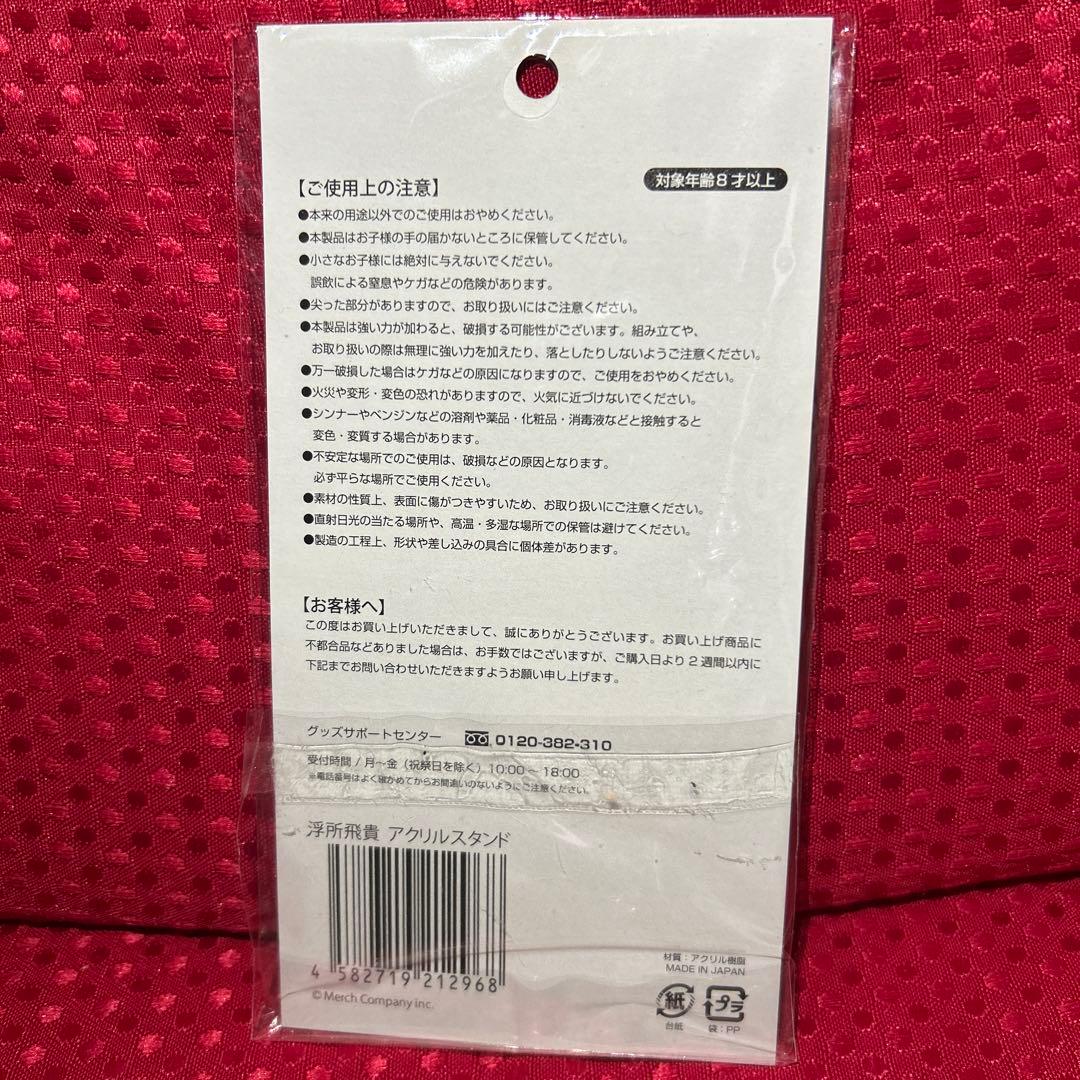 【ご使用上の注意】
対象年齢8才以上
●本来の用途以外でのご使用はおやめください。
●本製品はお子様の手の届かないところに保管してください。
●小さなお子様には絶対に与えないでください。
誤飲による窒息やケガなどの危険があります。
●尖った部分がありますので、お取り扱いにはご注意ください。
●本製品は強い力が加わると、破損する可能性がございます。組み立てや、
お取り扱いの際は無理に強い力を加えたり、落としたりしないようご注意ください。
●万一破損した場合はケガなどの原因になりますので、ご使用をおやめください。
●火災や変形・変色の恐れがありますので、火気に近づけないでください。
●シンナーやベンジンなどの溶剤や薬品・化粧品・消毒液などと接触すると
変色・変質する場合があります。
●不安定な場所でのご使用は、破損などの原因となります。
必ず平らな場所でご使用ください。
●素材の性質上、表面に傷がつきやすいため、お取り扱いにご注意ください。
●直射日光の当たる場所や、高温・多湿な場所での保管は避けてください。
●製造の工程上、形状や差し込みの具合に個体差があります。
【お客様へ】
この度はお買い上げいただきまして、誠にありがとうございます。お買い上げ商品に
不都合品などありました場合は、お手数ではございますが、ご購入日より2週間以内に
下記までお問い合わせいただきますようお願い申し上げます。
グッズサポートセンター 0120-382-310
受付時間/月~金(祝祭日を除く)10:00~18:00
※電話番号はよく確かめてからお間違いのないようにご注意ください。
浮所飛貴 アクリルスタンド
4 582719 212968
©Merch Company inc.
材質:アクリル樹脂
MADE IN JAPAN
紙 プラ
台紙 袋:PP